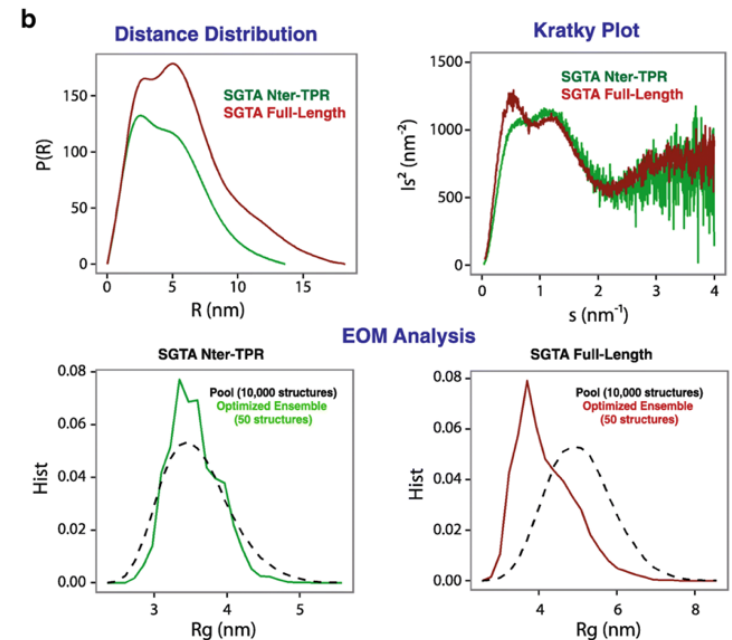 b
Distance Distribution
SGTA Nter-TPR
SGTA Full-Length
P(R)
150
100
50
0
0 5 10 15
R (nm)
Kratky Plot
SGTA Nter-TPR
SGTA Full-Length
Is² (nm⁻²)
1500
1000
500
0
0 1 2 3 4
s (nm⁻¹)
EOM Analysis
SGTA Nter-TPR
Pool (10,000 structures)
Optimized Ensemble
(50 structures)
Hist
0.08
0.06
0.04
0.02
0.00
3 4 5
Rg (nm)
SGTA Full-Length
Pool (10,000 structures)
Optimized Ensemble
(50 structures)
Hist
0.08
0.06
0.04
0.02
0.00
4 6 8
Rg (nm)